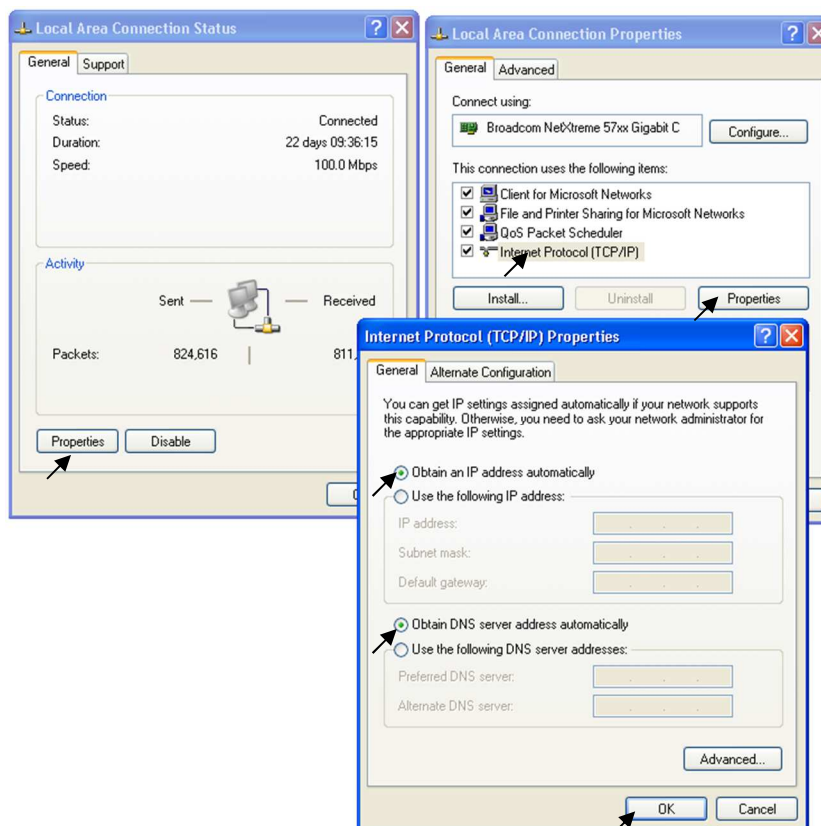 Local Area Connection Status
General Support
Connection
Status: Connected
Duration: 22 days 09:36:15
Speed: 100.0 Mbps
Activity
Sent — — Received
Packets: 824,616 | 811,
Properties Disable
Local Area Connection Properties
General Advanced
Connect using:
Broadcom NetXtreme 57xx Gigabit C Configure...
This connection uses the following items:
Client for Microsoft Networks
File and Printer Sharing for Microsoft Networks
QoS Packet Scheduler
Internet Protocol (TCP/IP)
Install... Uninstall Properties
Internet Protocol (TCP/IP) Properties
General Alternate Configuration
You can get IP settings assigned automatically if your network supports
this capability. Otherwise, you need to ask your network administrator for
the appropriate IP settings.
Obtain an IP address automatically
Use the following IP address:
IP address:
Subnet mask:
Default gateway:
Obtain DNS server address automatically
Use the following DNS server addresses:
Preferred DNS server:
Alternate DNS server:
Advanced...
OK Cancel